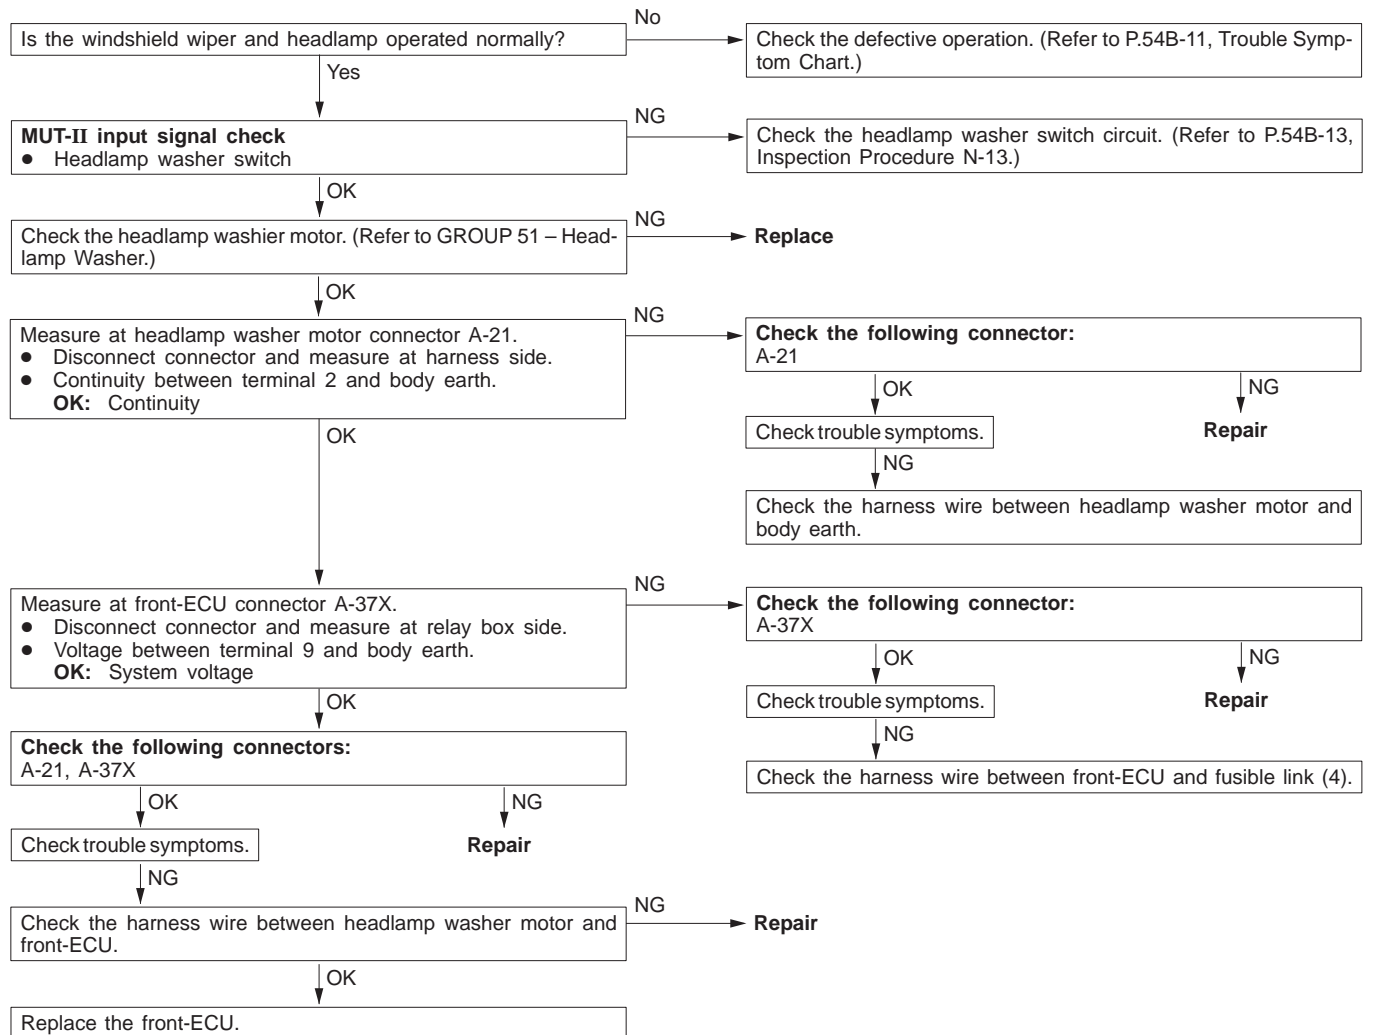 Is the windshield wiper and headlamp operated normally?
No
Check the defective operation. (Refer to P.54B-11, Trouble Symp-
tom Chart.)
Yes
MUT-II input signal check
● Headlamp washer switch
NG
Check the headlamp washer switch circuit. (Refer to P.54B-13,
Inspection Procedure N-13.)
OK
Check the headlamp washier motor. (Refer to GROUP 51 – Head-
lamp Washer.)
NG
Replace
OK
Measure at headlamp washer motor connector A-21.
● Disconnect connector and measure at harness side.
● Continuity between terminal 2 and body earth.
OK: Continuity
NG
Check the following connector:
A-21
OK
NG
Check trouble symptoms.
Repair
NG
Check the harness wire between headlamp washer motor and
body earth.
OK
Measure at front-ECU connector A-37X.
● Disconnect connector and measure at relay box side.
● Voltage between terminal 9 and body earth.
OK: System voltage
NG
Check the following connector:
A-37X
OK
NG
Check trouble symptoms.
Repair
NG
Check the harness wire between front-ECU and fusible link (4).
OK
Check the following connectors:
A-21, A-37X
OK
NG
Check trouble symptoms.
Repair
NG
Check the harness wire between headlamp washer motor and
front-ECU.
NG
Repair
OK
Replace the front-ECU.